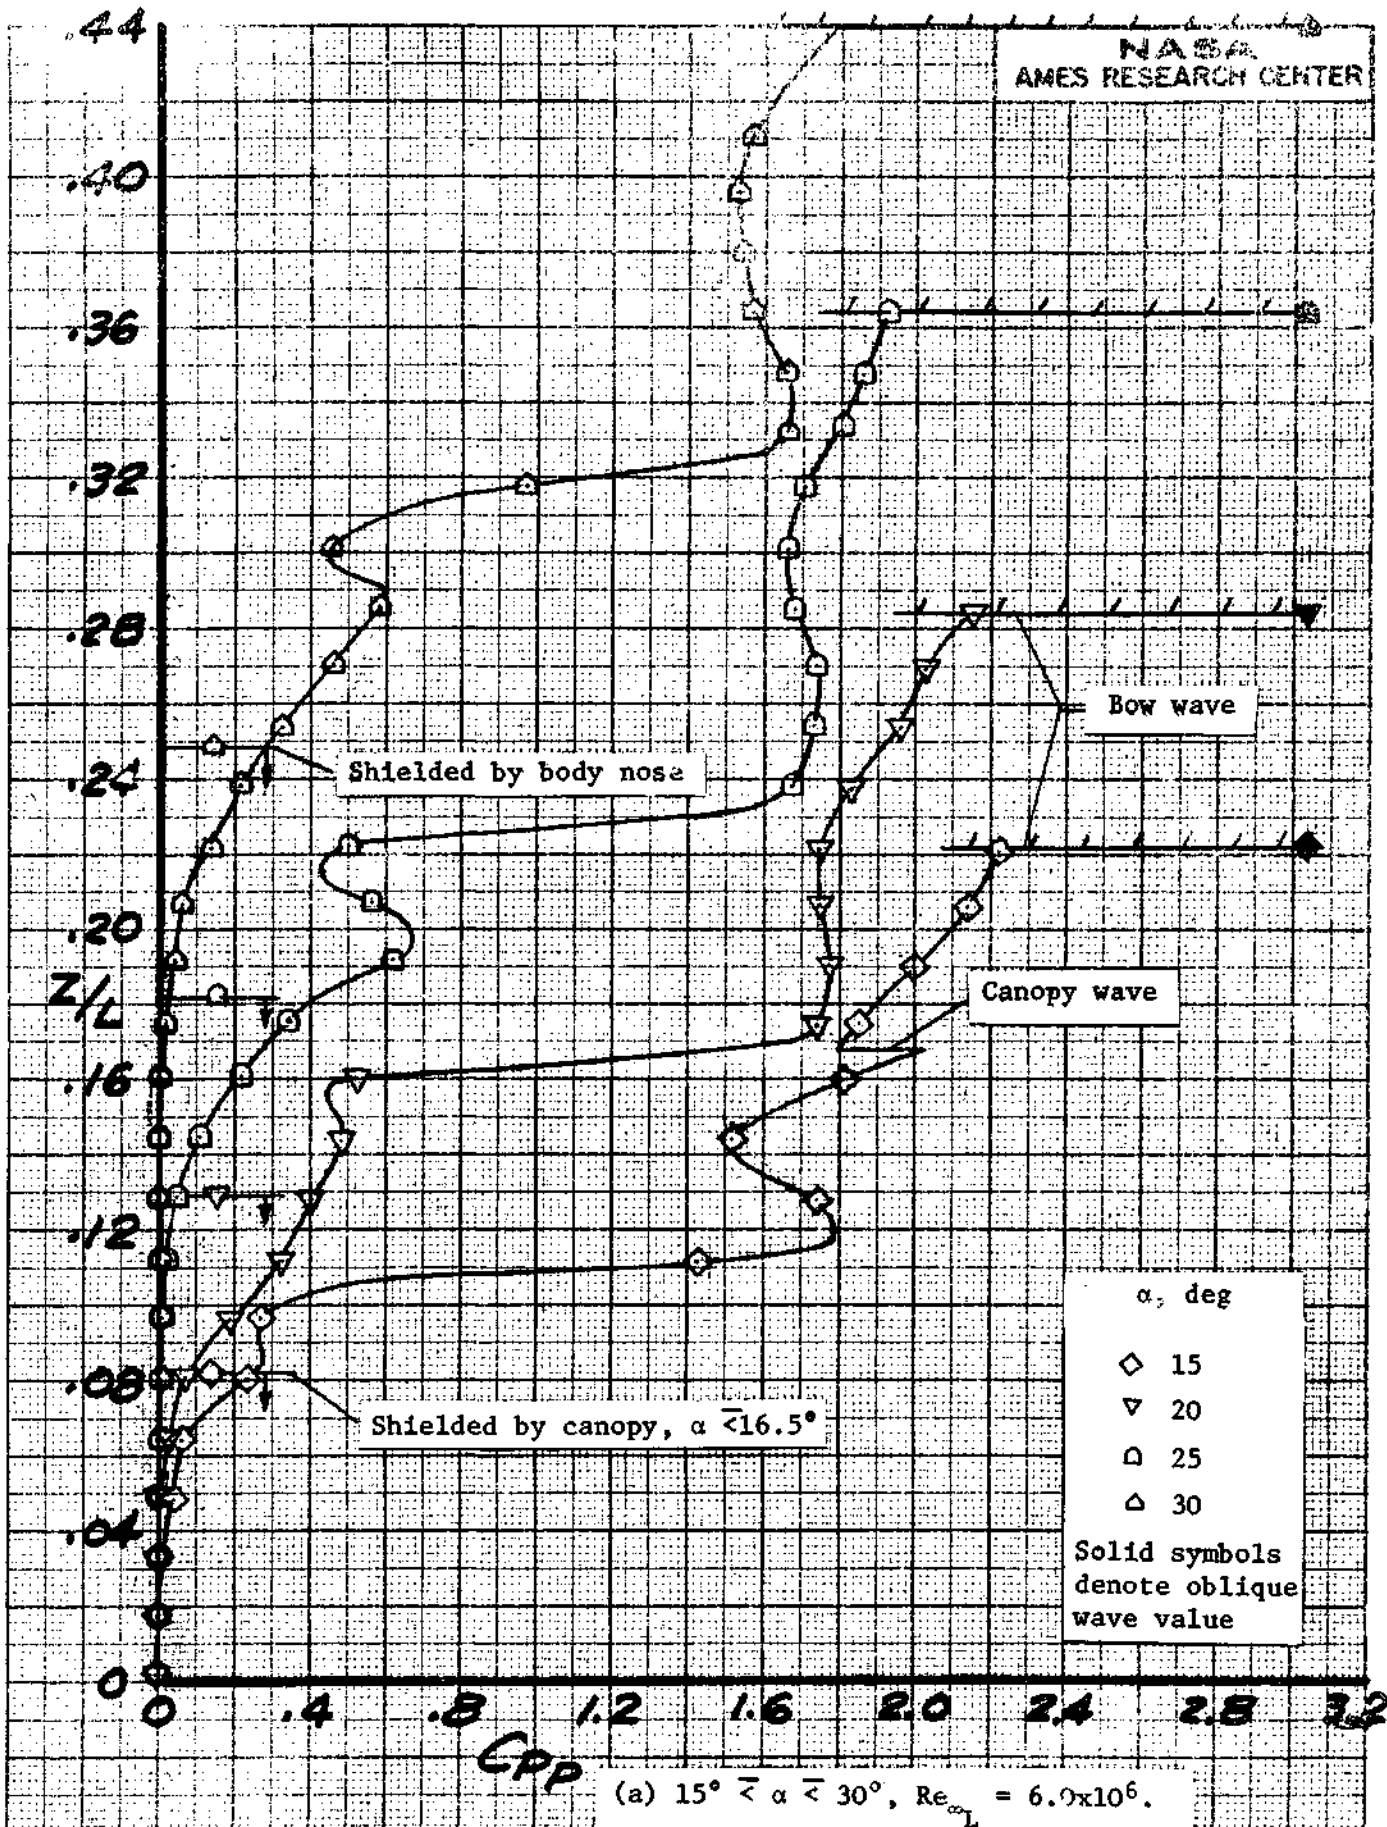 .44
NASA
AMES RESEARCH CENTER
.40
.36
.32
.28
Bow wave
.24
Shielded by body nose
.20
Z/L
Canopy wave
.16
.12
α, deg
15
20
25
30
.08
Shielded by canopy, α ≤ 16.5°
.04
Solid symbols
denote oblique
wave value
0
0 .4 .8 1.2 1.6 2.0 2.4 2.8 3.2
CPP
(a) 15° ≤ α ≤ 30°, Re∞L = 6.0x10⁶.